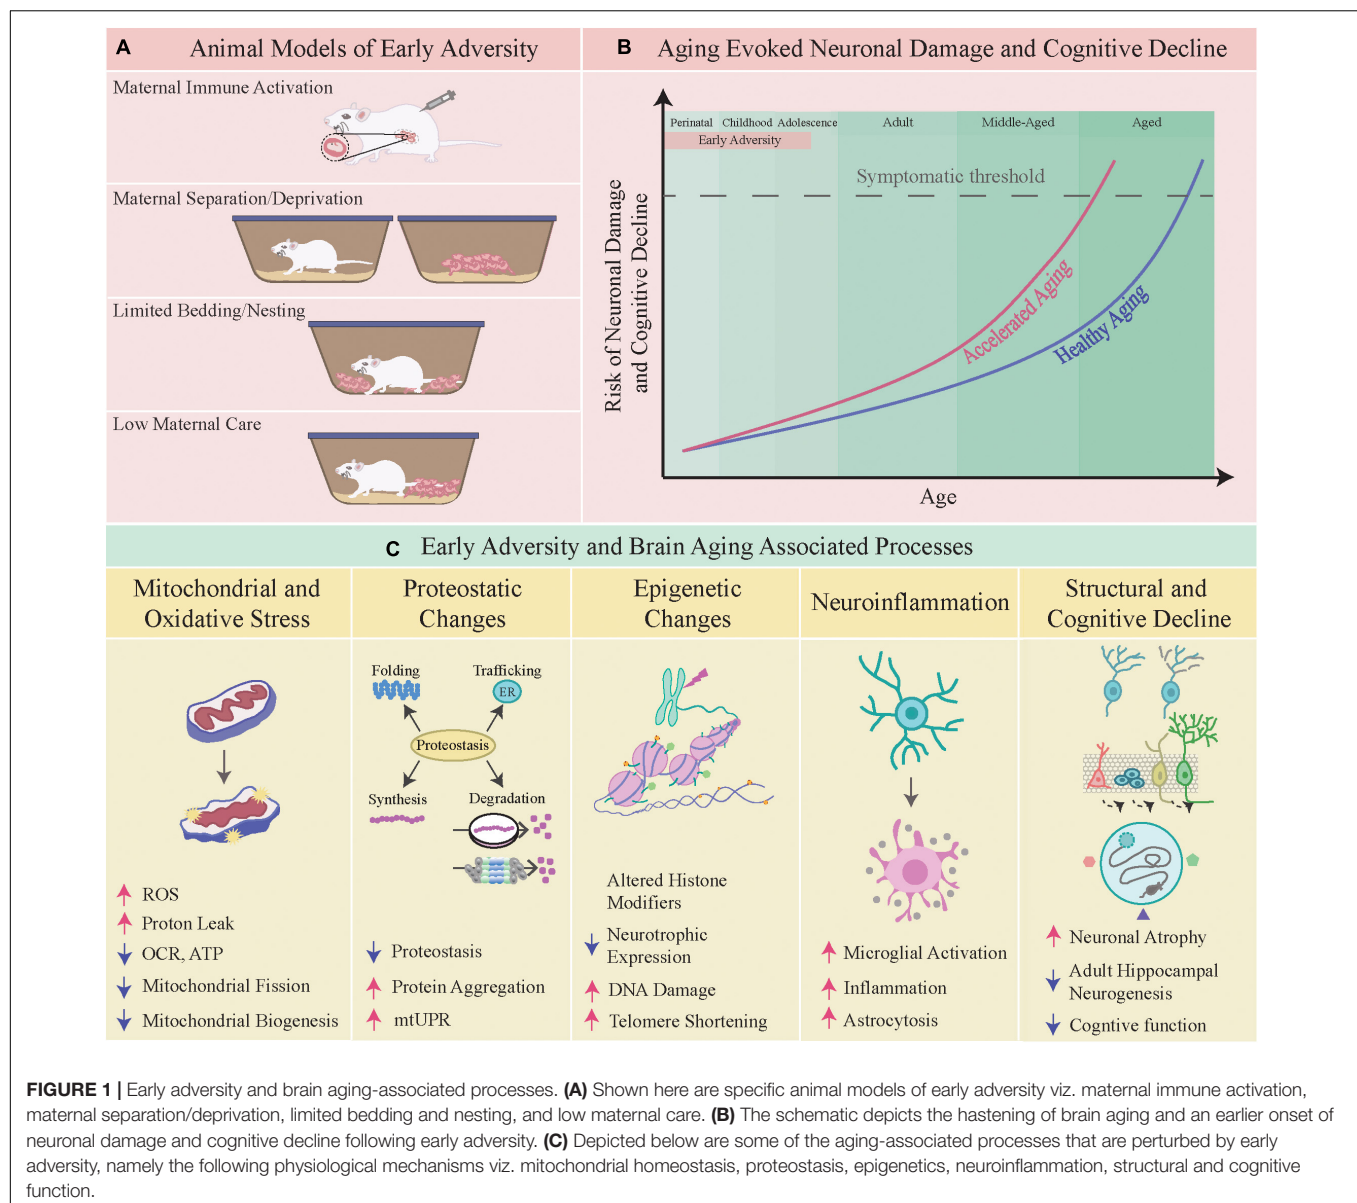 A Animal Models of Early Adversity
Maternal Immune Activation
Maternal Separation/Deprivation
Limited Bedding/Nesting
Low Maternal Care
B Aging Evoked Neuronal Damage and Cognitive Decline
Perinatal Childhood Adolescence Adult Middle-Aged Aged
Early Adversity
Symptomatic threshold
Risk of Neuronal Damage
and Cognitive Decline
Accelerated Aging
Healthy Aging
Age
C Early Adversity and Brain Aging Associated Processes
Mitochondrial and
Oxidative Stress
ROS
Proton Leak
OCR, ATP
Mitochondrial Fission
Mitochondrial Biogenesis
Proteostatic
Changes
Folding Trafficking
ER
Proteostasis
Synthesis Degradation
Proteostasis
Protein Aggregation
mtUPR
Epigenetic
Changes
Altered Histone
Modifiers
Neurotrophic
Expression
DNA Damage
Telomere Shortening
Neuroinflammation
Microglial Activation
Inflammation
Astrocytosis
Structural and
Cognitive Decline
Neuronal Atrophy
Adult Hippocampal
Neurogenesis
Cogntive function
FIGURE 1 | Early adversity and brain aging-associated processes. (A) Shown here are specific animal models of early adversity viz. maternal immune activation,
maternal separation/deprivation, limited bedding and nesting, and low maternal care. (B) The schematic depicts the hastening of brain aging and an earlier onset of
neuronal damage and cognitive decline following early adversity. (C) Depicted below are some of the aging-associated processes that are perturbed by early
adversity, namely the following physiological mechanisms viz. mitochondrial homeostasis, proteostasis, epigenetics, neuroinflammation, structural and cognitive
function.